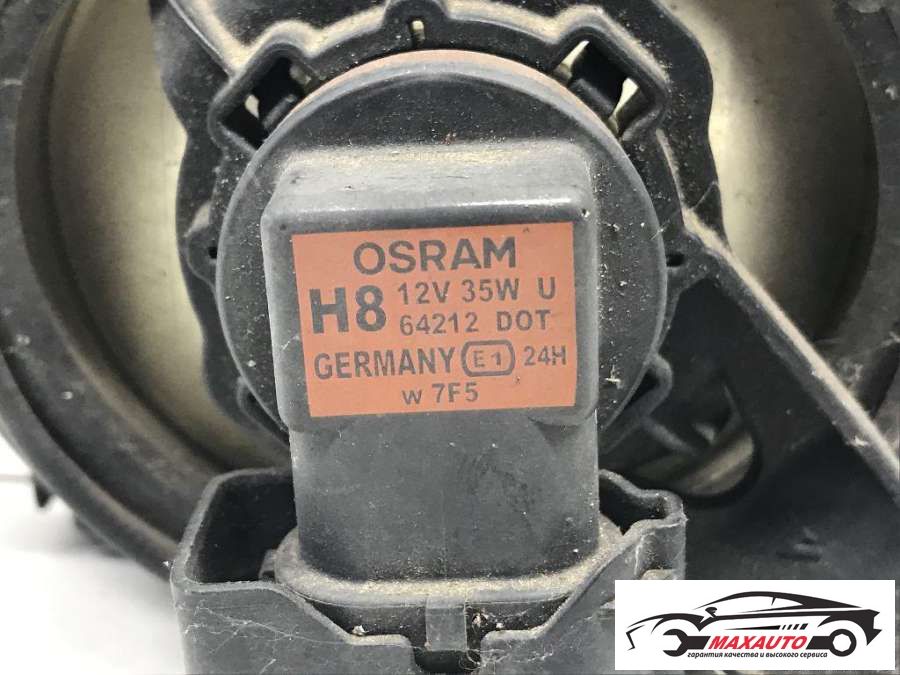 OSRAM
H8 12V 35W U
64212 DOT
GERMANY E1 24H
w 7F5
MAXAUTO
гарантия качества и высокого сервиса